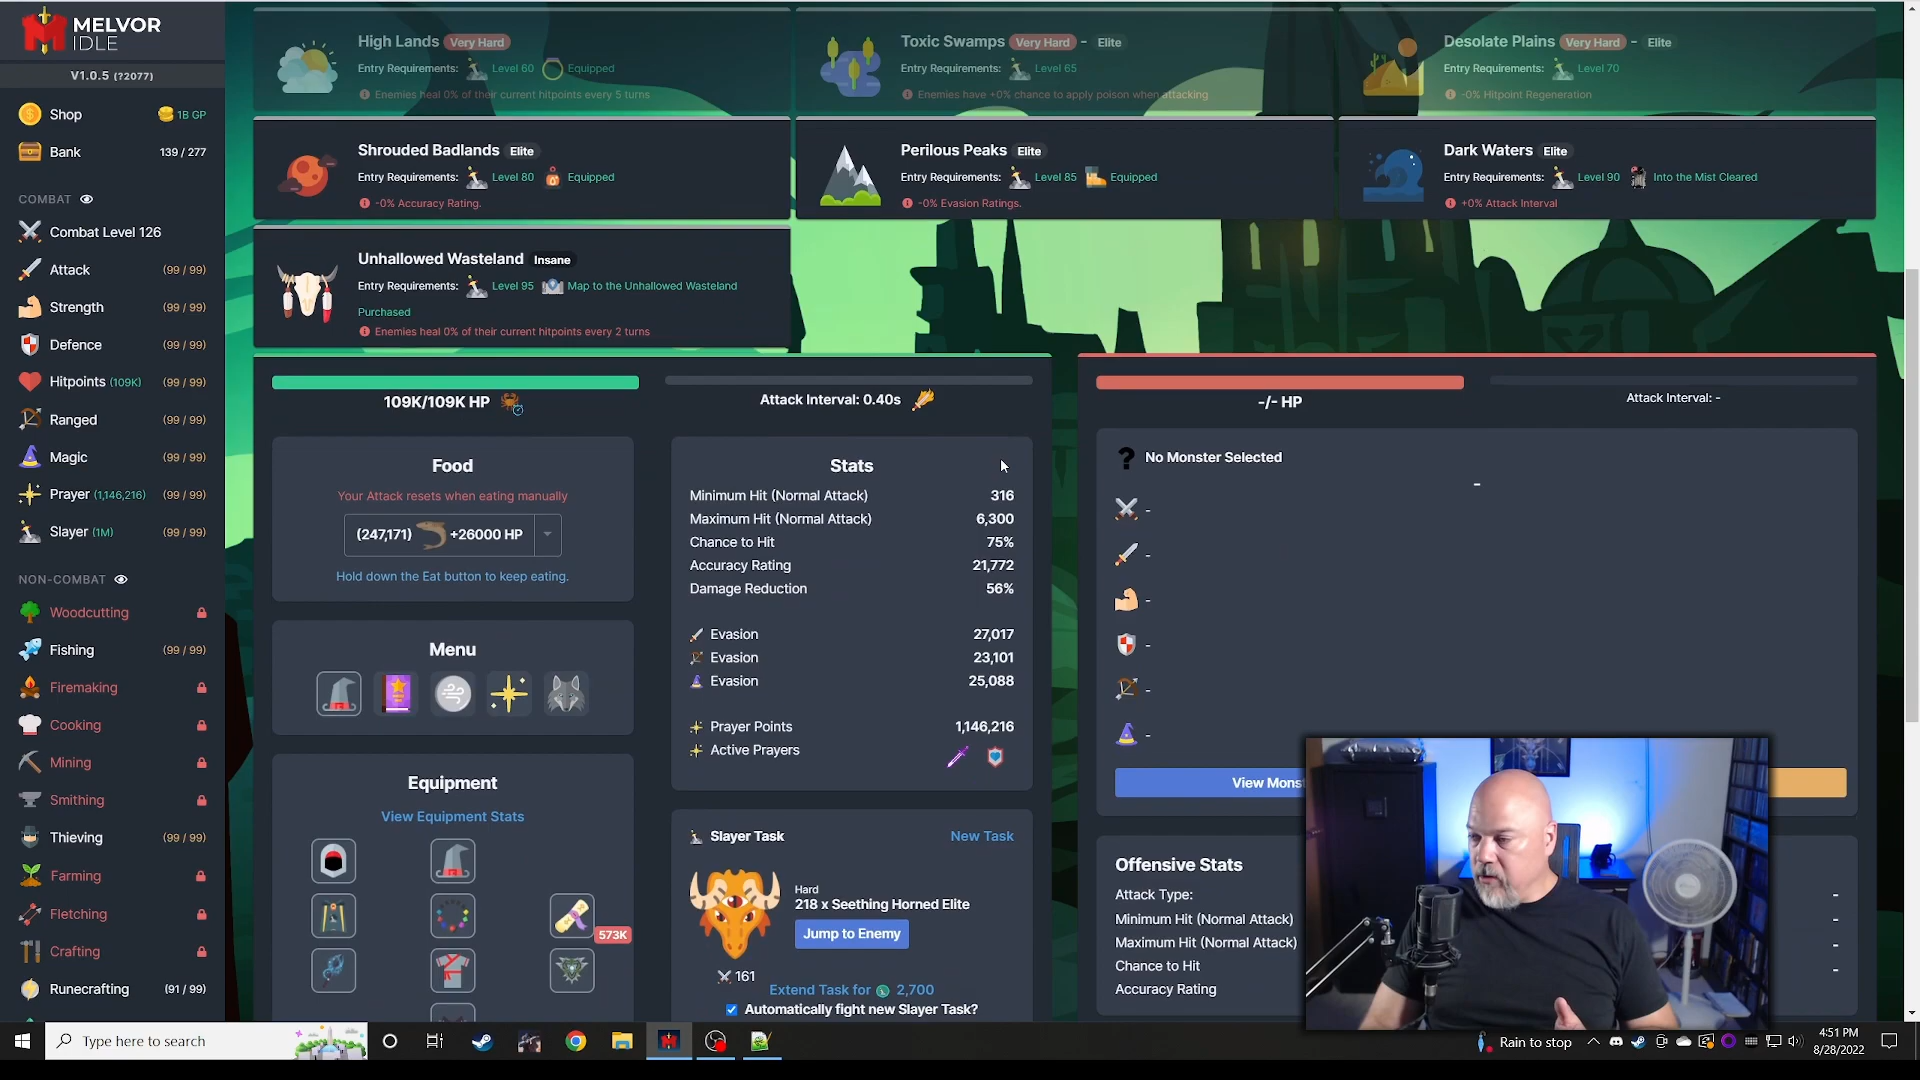 MELVOR
IDLE
V1.0.5 (?2077)
Shop 1B GP
Bank 139 / 277
COMBAT
Combat Level 126
Attack (99 / 99)
Strength (99 / 99)
Defence (99 / 99)
Hitpoints (109K) (99 / 99)
Ranged (99 / 99)
Magic (99 / 99)
Prayer (1,146,216) (99 / 99)
Slayer (1M) (99 / 99)
NON-COMBAT
Woodcutting
Fishing (99 / 99)
Firemaking
Cooking
Mining
Smithing
Thieving (99 / 99)
Farming
Fletching
Crafting
Runecrafting (91 / 99)
High Lands Very Hard
Entry Requirements: Level 60 Equipped
Enemies heal 0% of their current hitpoints every 5 turns
Toxic Swamps Very Hard - Elite
Entry Requirements: Level 65
Enemies have +0% chance to apply poison when attacking
Desolate Plains Very Hard - Elite
Entry Requirements: Level 70
-0% Hitpoint Regeneration
Shrouded Badlands Elite
Entry Requirements: Level 80 Equipped
-0% Accuracy Rating.
Perilous Peaks Elite
Entry Requirements: Level 85 Equipped
-0% Evasion Ratings.
Dark Waters Elite
Entry Requirements: Level 90 Into the Mist Cleared
+0% Attack Interval
Unhallowed Wasteland Insane
Entry Requirements: Level 95 Map to the Unhallowed Wasteland
Purchased
Enemies heal 0% of their current hitpoints every 2 turns
109K/109K HP
Attack Interval: 0.40s
Food
Your Attack resets when eating manually
(247,171) +26000 HP
Hold down the Eat button to keep eating.
Menu
Equipment
View Equipment Stats
573K
Stats
Minimum Hit (Normal Attack) 316
Maximum Hit (Normal Attack) 6,300
Chance to Hit 75%
Accuracy Rating 21,772
Damage Reduction 56%
Evasion 27,017
Evasion 23,101
Evasion 25,088
Prayer Points 1,146,216
Active Prayers
Slayer Task New Task
Hard
218 x Seething Horned Elite
Jump to Enemy
161
Extend Task for 2,700
Automatically fight new Slayer Task?
-/- HP
Attack Interval: -
? No Monster Selected
-
-
-
-
-
-
-
View Monst
Offensive Stats
Attack Type: -
Minimum Hit (Normal Attack) -
Maximum Hit (Normal Attack) -
Chance to Hit -
Accuracy Rating
Type here to search
Rain to stop
4:51 PM
8/28/2022